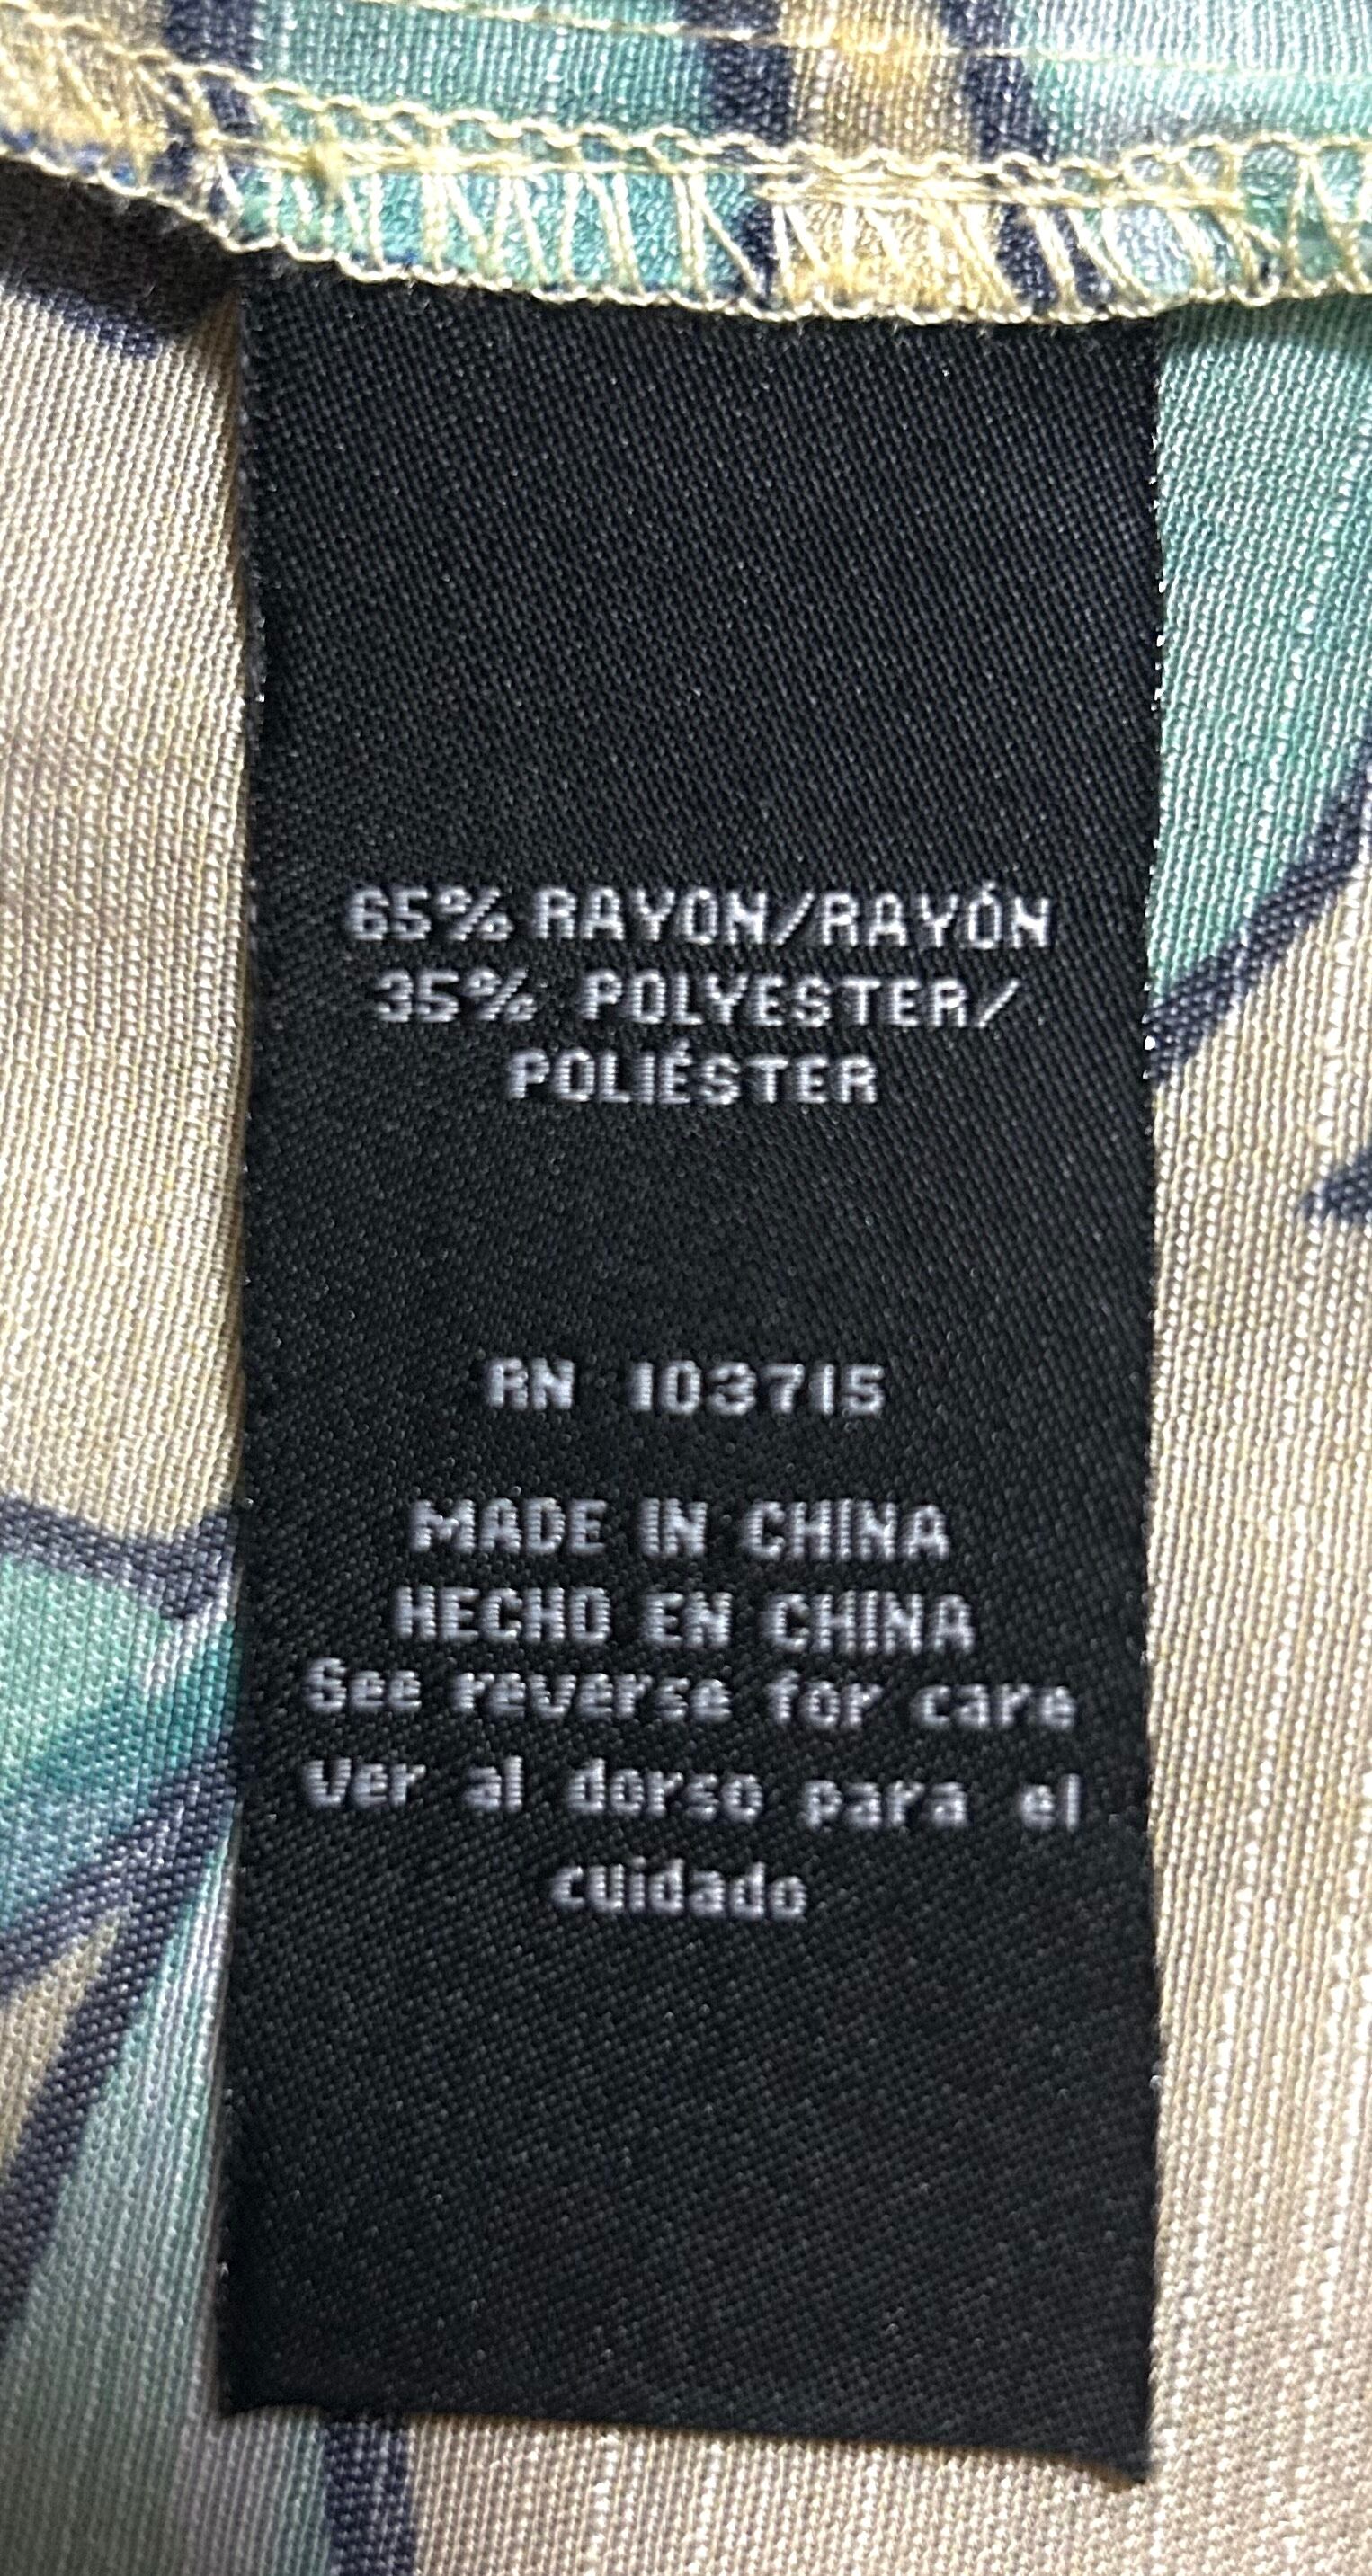 65% RAYON/RAYÓN
35% POLYESTER/
POLIÉSTER
RN 103715
MADE IN CHINA
HECHO EN CHINA
See reverse for care
Ver al dorso para el
cuidado